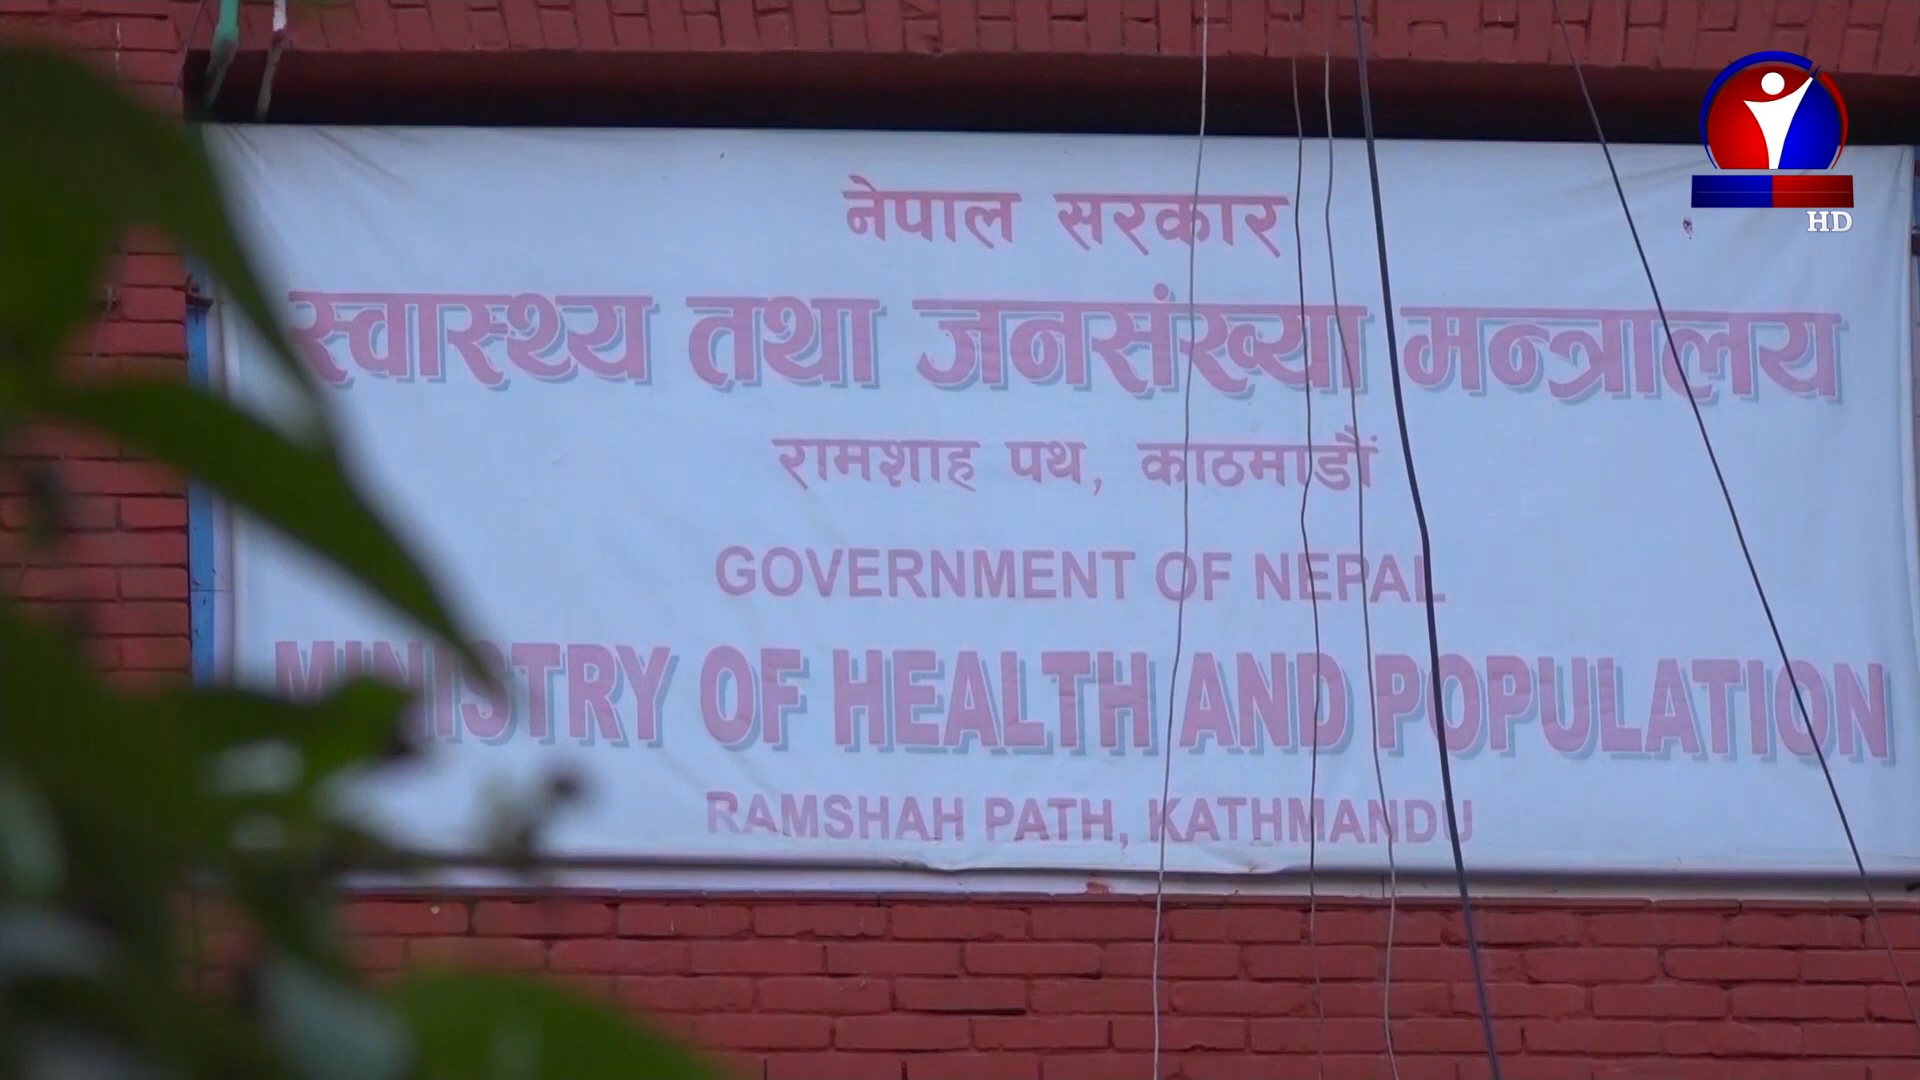 नेपाल सरकार
स्वास्थ्य तथा जनसंख्या मन्त्रालय
रामशाह पथ, काठमाडौं
GOVERNMENT OF NEPAL
MINISTRY OF HEALTH AND POPULATION
RAMSHAH PATH, KATHMANDU
HD